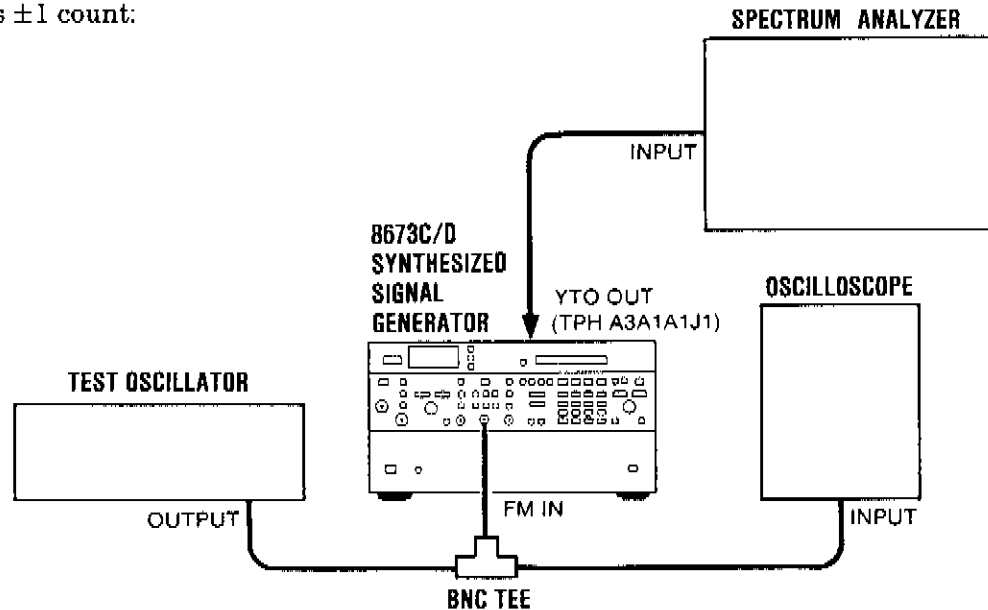 s ±1 count:
SPECTRUM ANALYZER
INPUT
8673C/D
SYNTHESIZED
SIGNAL
GENERATOR
YTO OUT
(TPH A3A1A1J1)
OSCILLOSCOPE
TEST OSCILLATOR
OUTPUT
FM IN
INPUT
BNC TEE